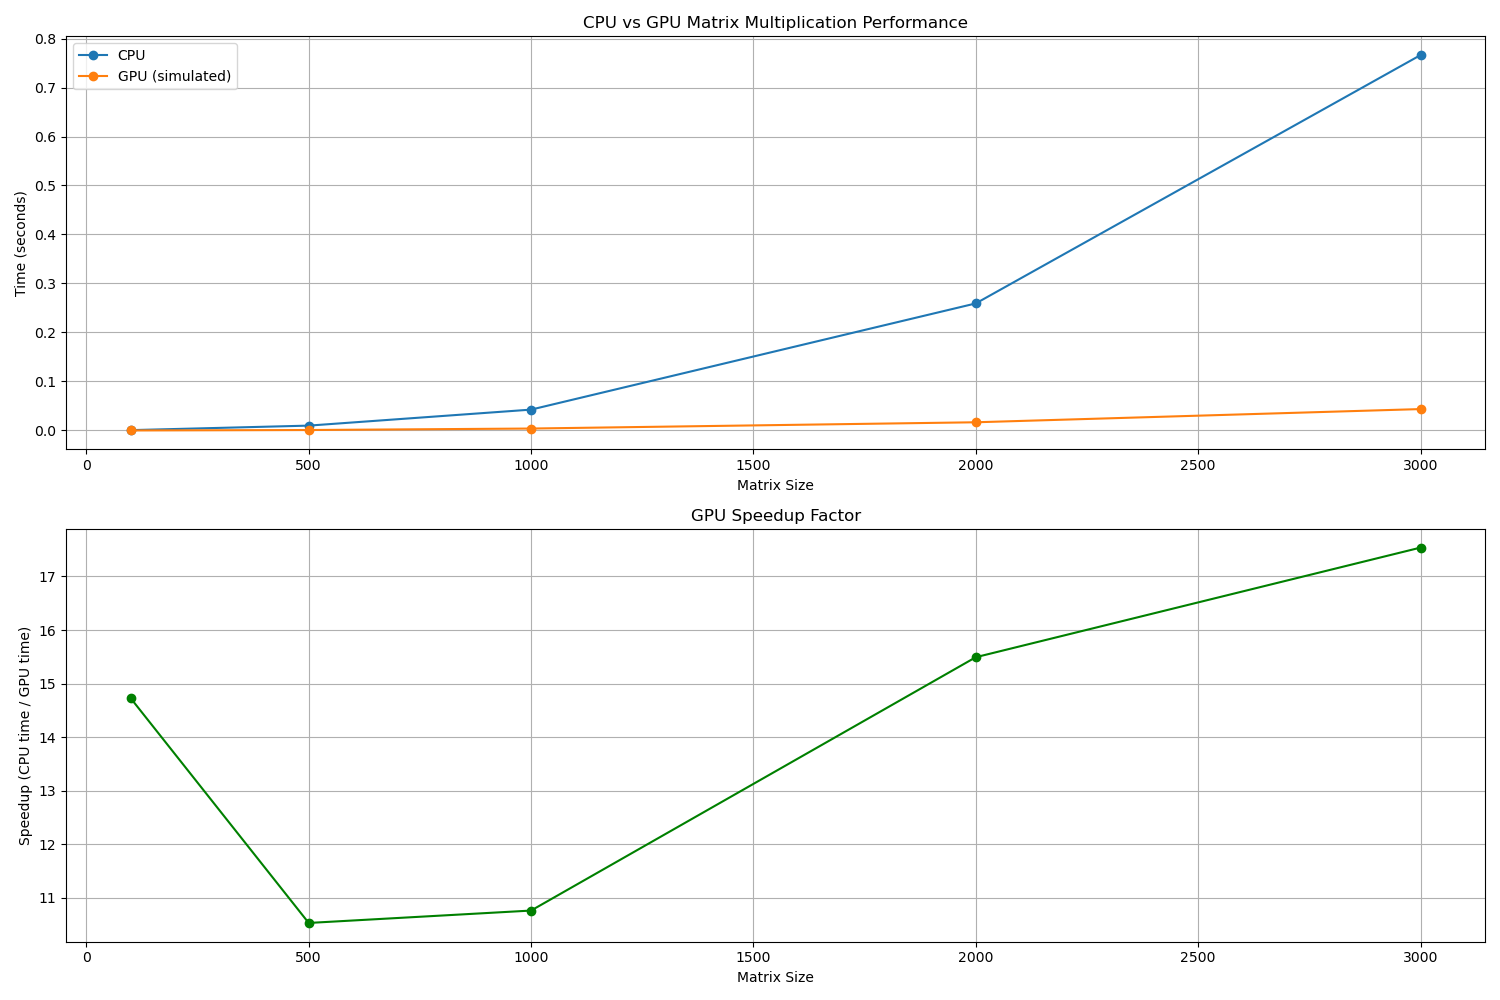 CPU vs GPU Matrix Multiplication Performance
CPU
GPU (simulated)
Time (seconds)
0.8
0.7
0.6
0.5
0.4
0.3
0.2
0.1
0.0
0 500 1000 1500 2000 2500 3000
Matrix Size
GPU Speedup Factor
Speedup (CPU time / GPU time)
17
16
15
14
13
12
11
0 500 1000 1500 2000 2500 3000
Matrix Size